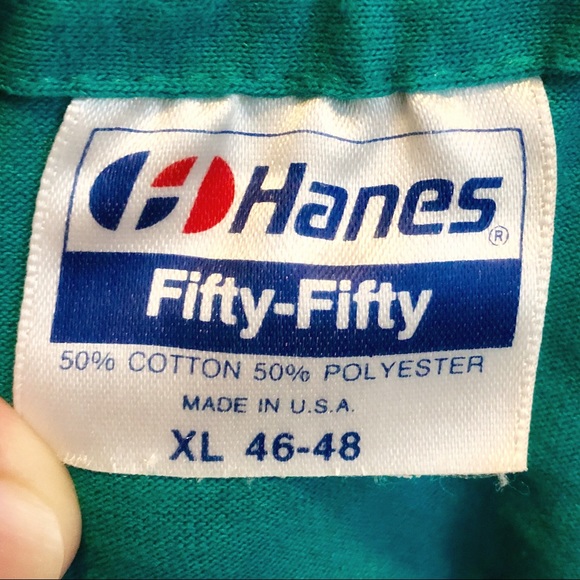 Hanes®
Fifty-Fifty
50% COTTON 50% POLYESTER
MADE IN U.S.A.
XL 46-48